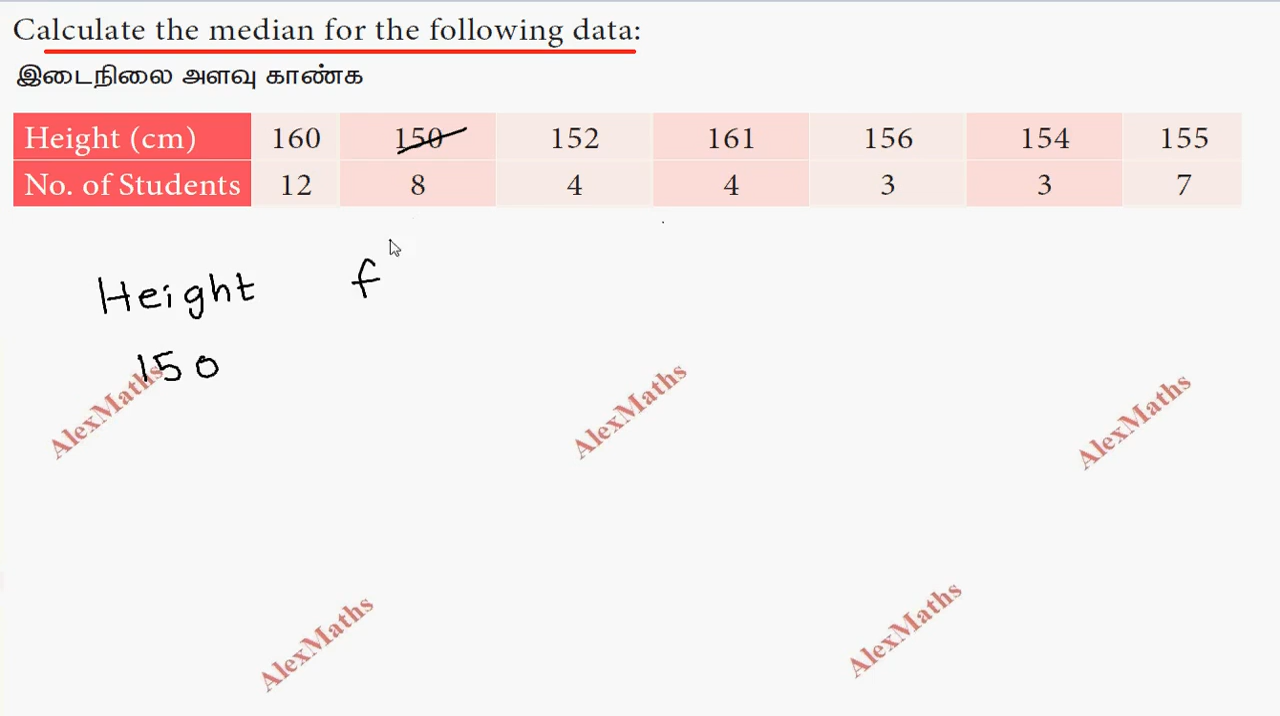 Calculate the median for the following data:
இடைநிலை அளவு காண்க
Height (cm) 160 150 152 161 156 154 155
No. of Students 12 8 4 4 3 3 7
Height f
150
AlexMaths AlexMaths AlexMaths
AlexMaths AlexMaths